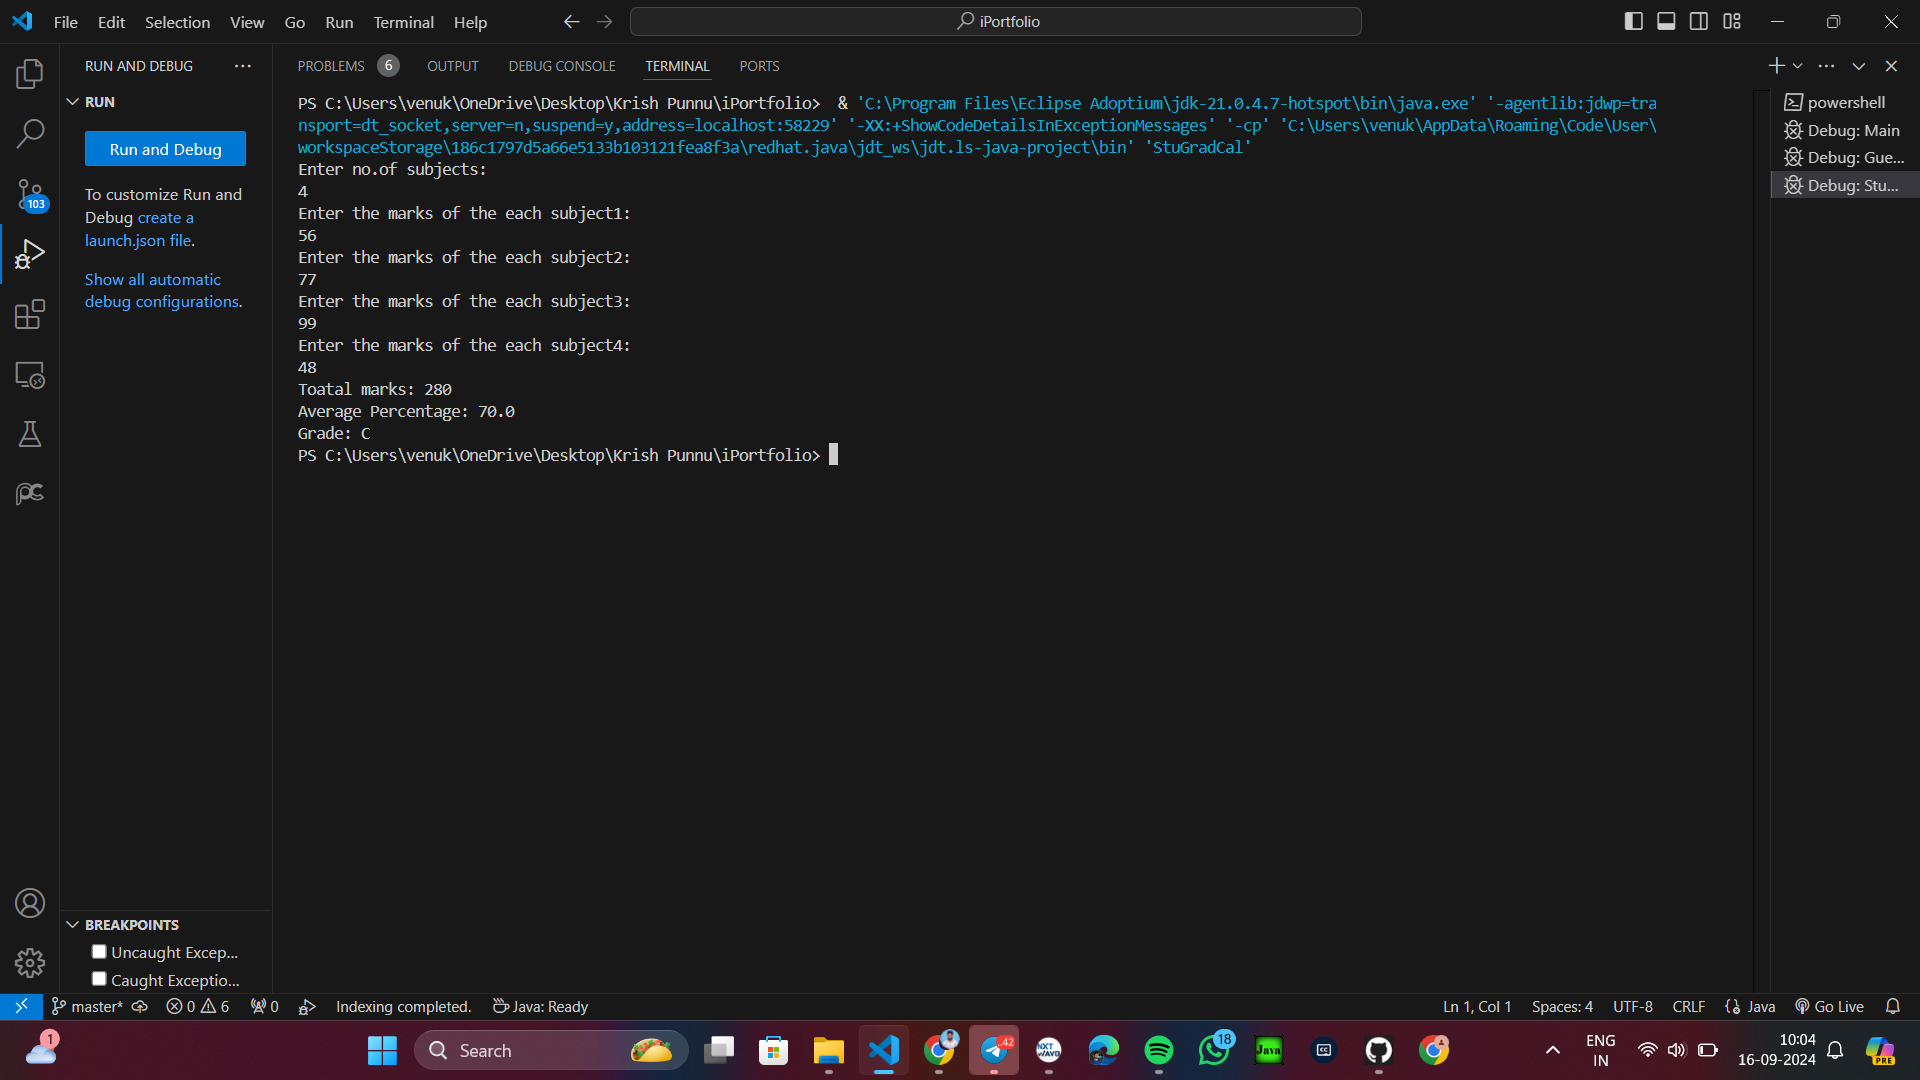 File Edit Selection View Go Run Terminal Help
iPortfolio
RUN AND DEBUG
PROBLEMS 6 OUTPUT DEBUG CONSOLE TERMINAL PORTS
RUN
Run and Debug
To customize Run and
Debug create a
launch.json file.
Show all automatic
debug configurations.
103
PS C:\Users\venuk\OneDrive\Desktop\Krish Punnu\iPortfolio>  & 'C:\Program Files\Eclipse Adoptium\jdk-21.0.4.7-hotspot\bin\java.exe' '-agentlib:jdwp=tra
nsport=dt_socket,server=n,suspend=y,address=localhost:58229' '-XX:+ShowCodeDetailsInExceptionMessages' '-cp' 'C:\Users\venuk\AppData\Roaming\Code\User\
workspaceStorage\186c1797d5a66e5133b103121fea8f3a\redhat.java\jdt_ws\jdt.ls-java-project\bin' 'StuGradCal'
Enter no.of subjects:
4
Enter the marks of the each subject1:
56
Enter the marks of the each subject2:
77
Enter the marks of the each subject3:
99
Enter the marks of the each subject4:
48
Toatal marks: 280
Average Percentage: 70.0
Grade: C
PS C:\Users\venuk\OneDrive\Desktop\Krish Punnu\iPortfolio>
powershell
Debug: Main
Debug: Gue...
Debug: Stu...
BREAKPOINTS
Uncaught Excep...
Caught Exceptio...
master* 0 6 0 Indexing completed. Java: Ready
Ln 1, Col 1 Spaces: 4 UTF-8 CRLF Java Go Live
1
Search
.42
NXT
WAVE
18
Java
CC
ENG
IN
10:04
16-09-2024
PRE